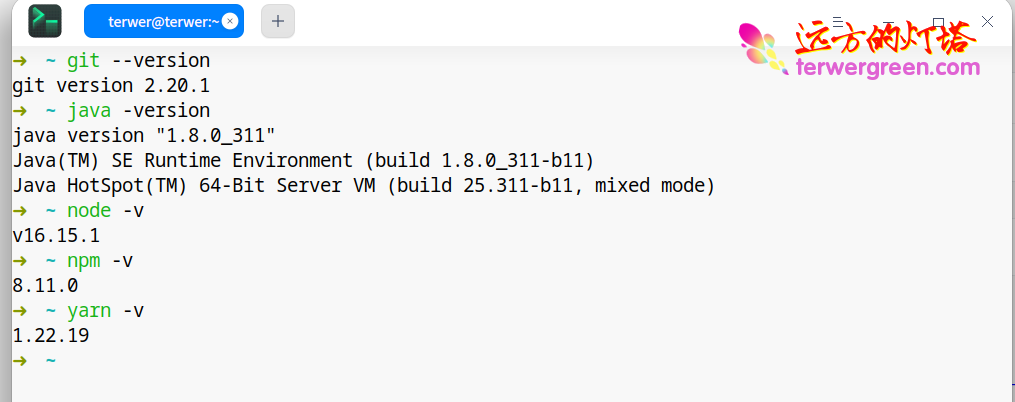 terwer@terwer:~
远方的灯塔
terwergreen.com
➜ ~ git --version
git version 2.20.1
➜ ~ java -version
java version "1.8.0_311"
Java(TM) SE Runtime Environment (build 1.8.0_311-b11)
Java HotSpot(TM) 64-Bit Server VM (build 25.311-b11, mixed mode)
➜ ~ node -v
v16.15.1
➜ ~ npm -v
8.11.0
➜ ~ yarn -v
1.22.19
➜ ~